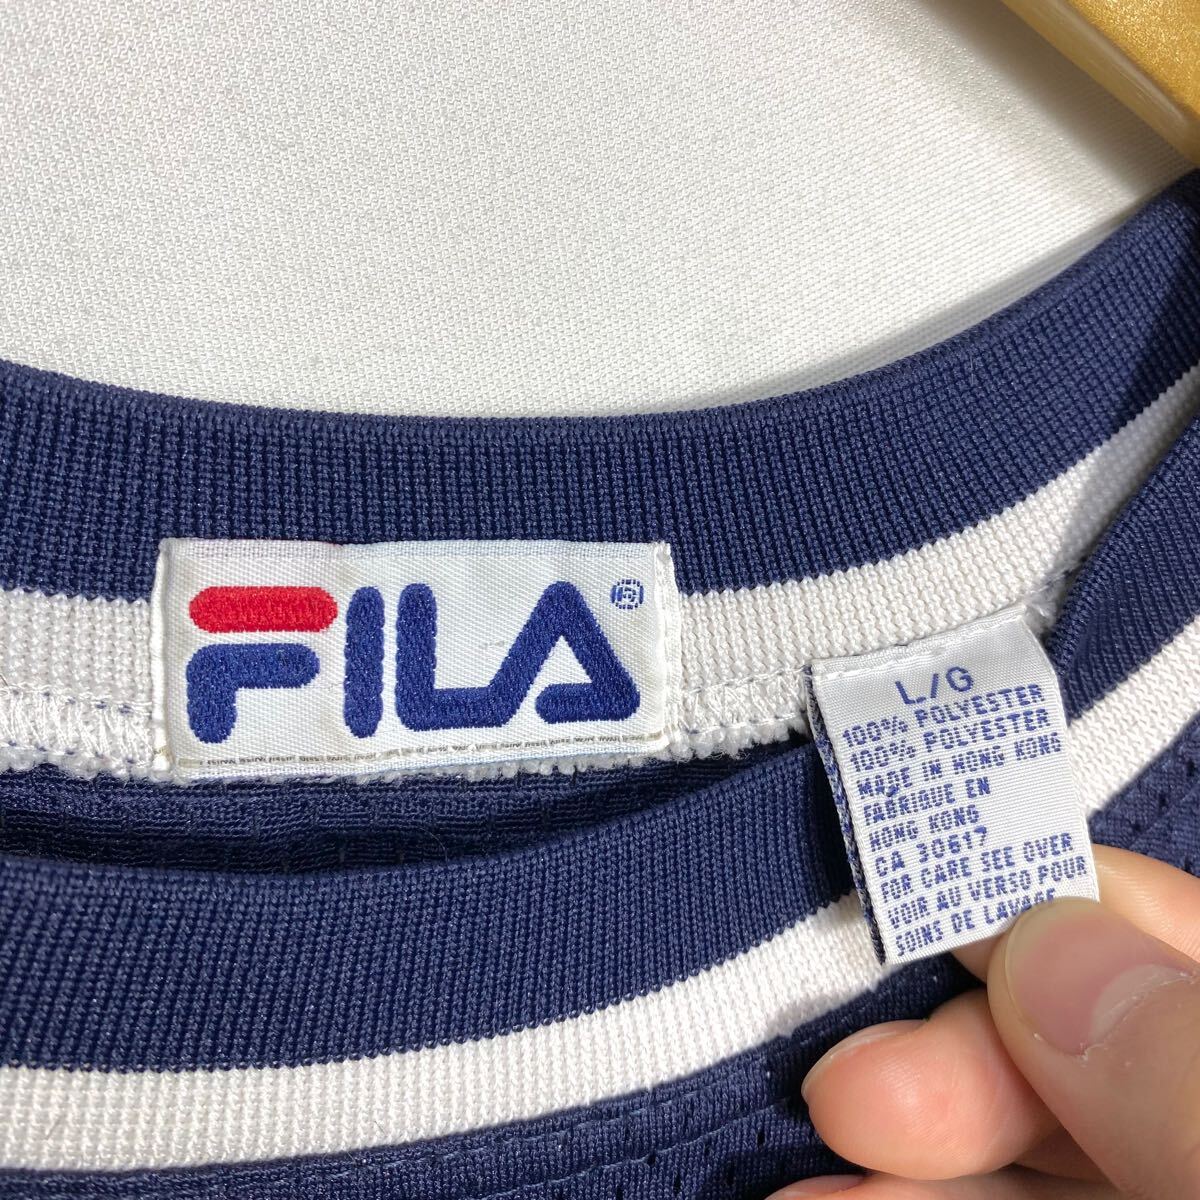 FILA ®
L/G
100% POLYESTER
100% POLYESTER
MADE IN HONG KONG
FABRIQUE EN
HONG KONG
CA 30617
FOR CARE SEE OVER
VOIR AU VERSO POUR
SOINS DE LAVAGE